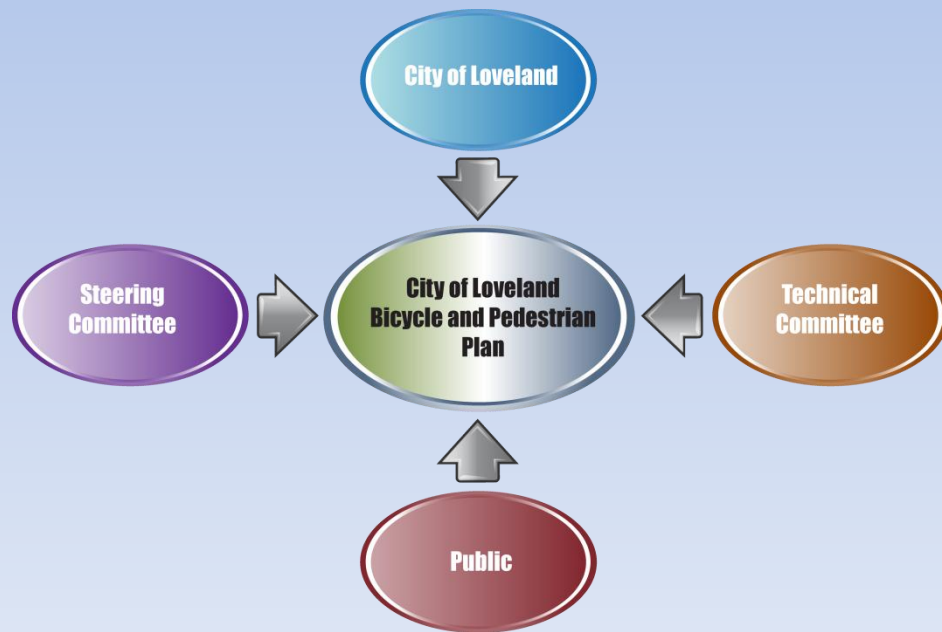 City of Loveland
Steering
Committee
City of Loveland
Bicycle and Pedestrian
Plan
Technical
Committee
Public